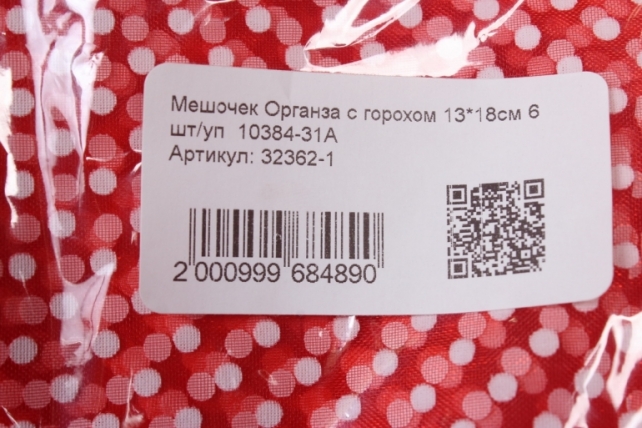 Мешочек Органза с горохом 13*18см 6
шт/уп 10384-31А
Артикул: 32362-1
2 000999 684890